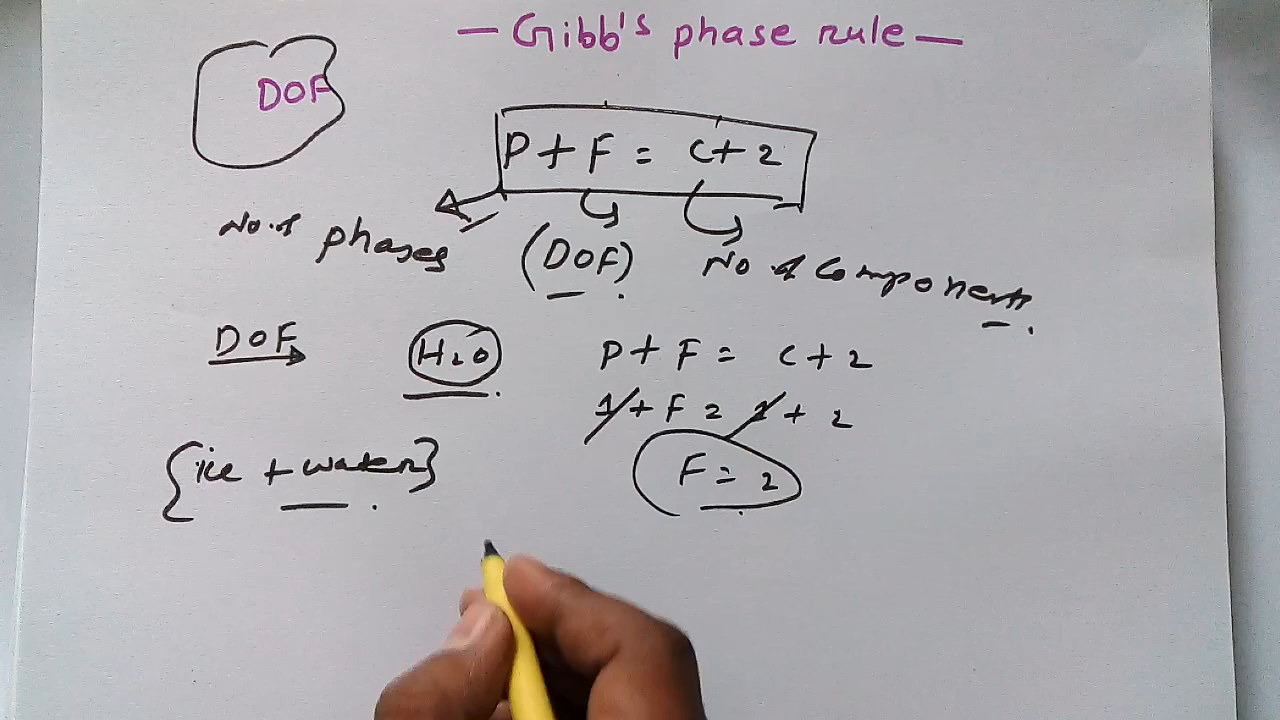 — Gibb's phase rule —
DOF
P + F = C + 2
No. of phases
(DOF)
No of Components
DOF
H2O
P + F = C + 2
1 + F = 1 + 2
F = 2
{ice + water}